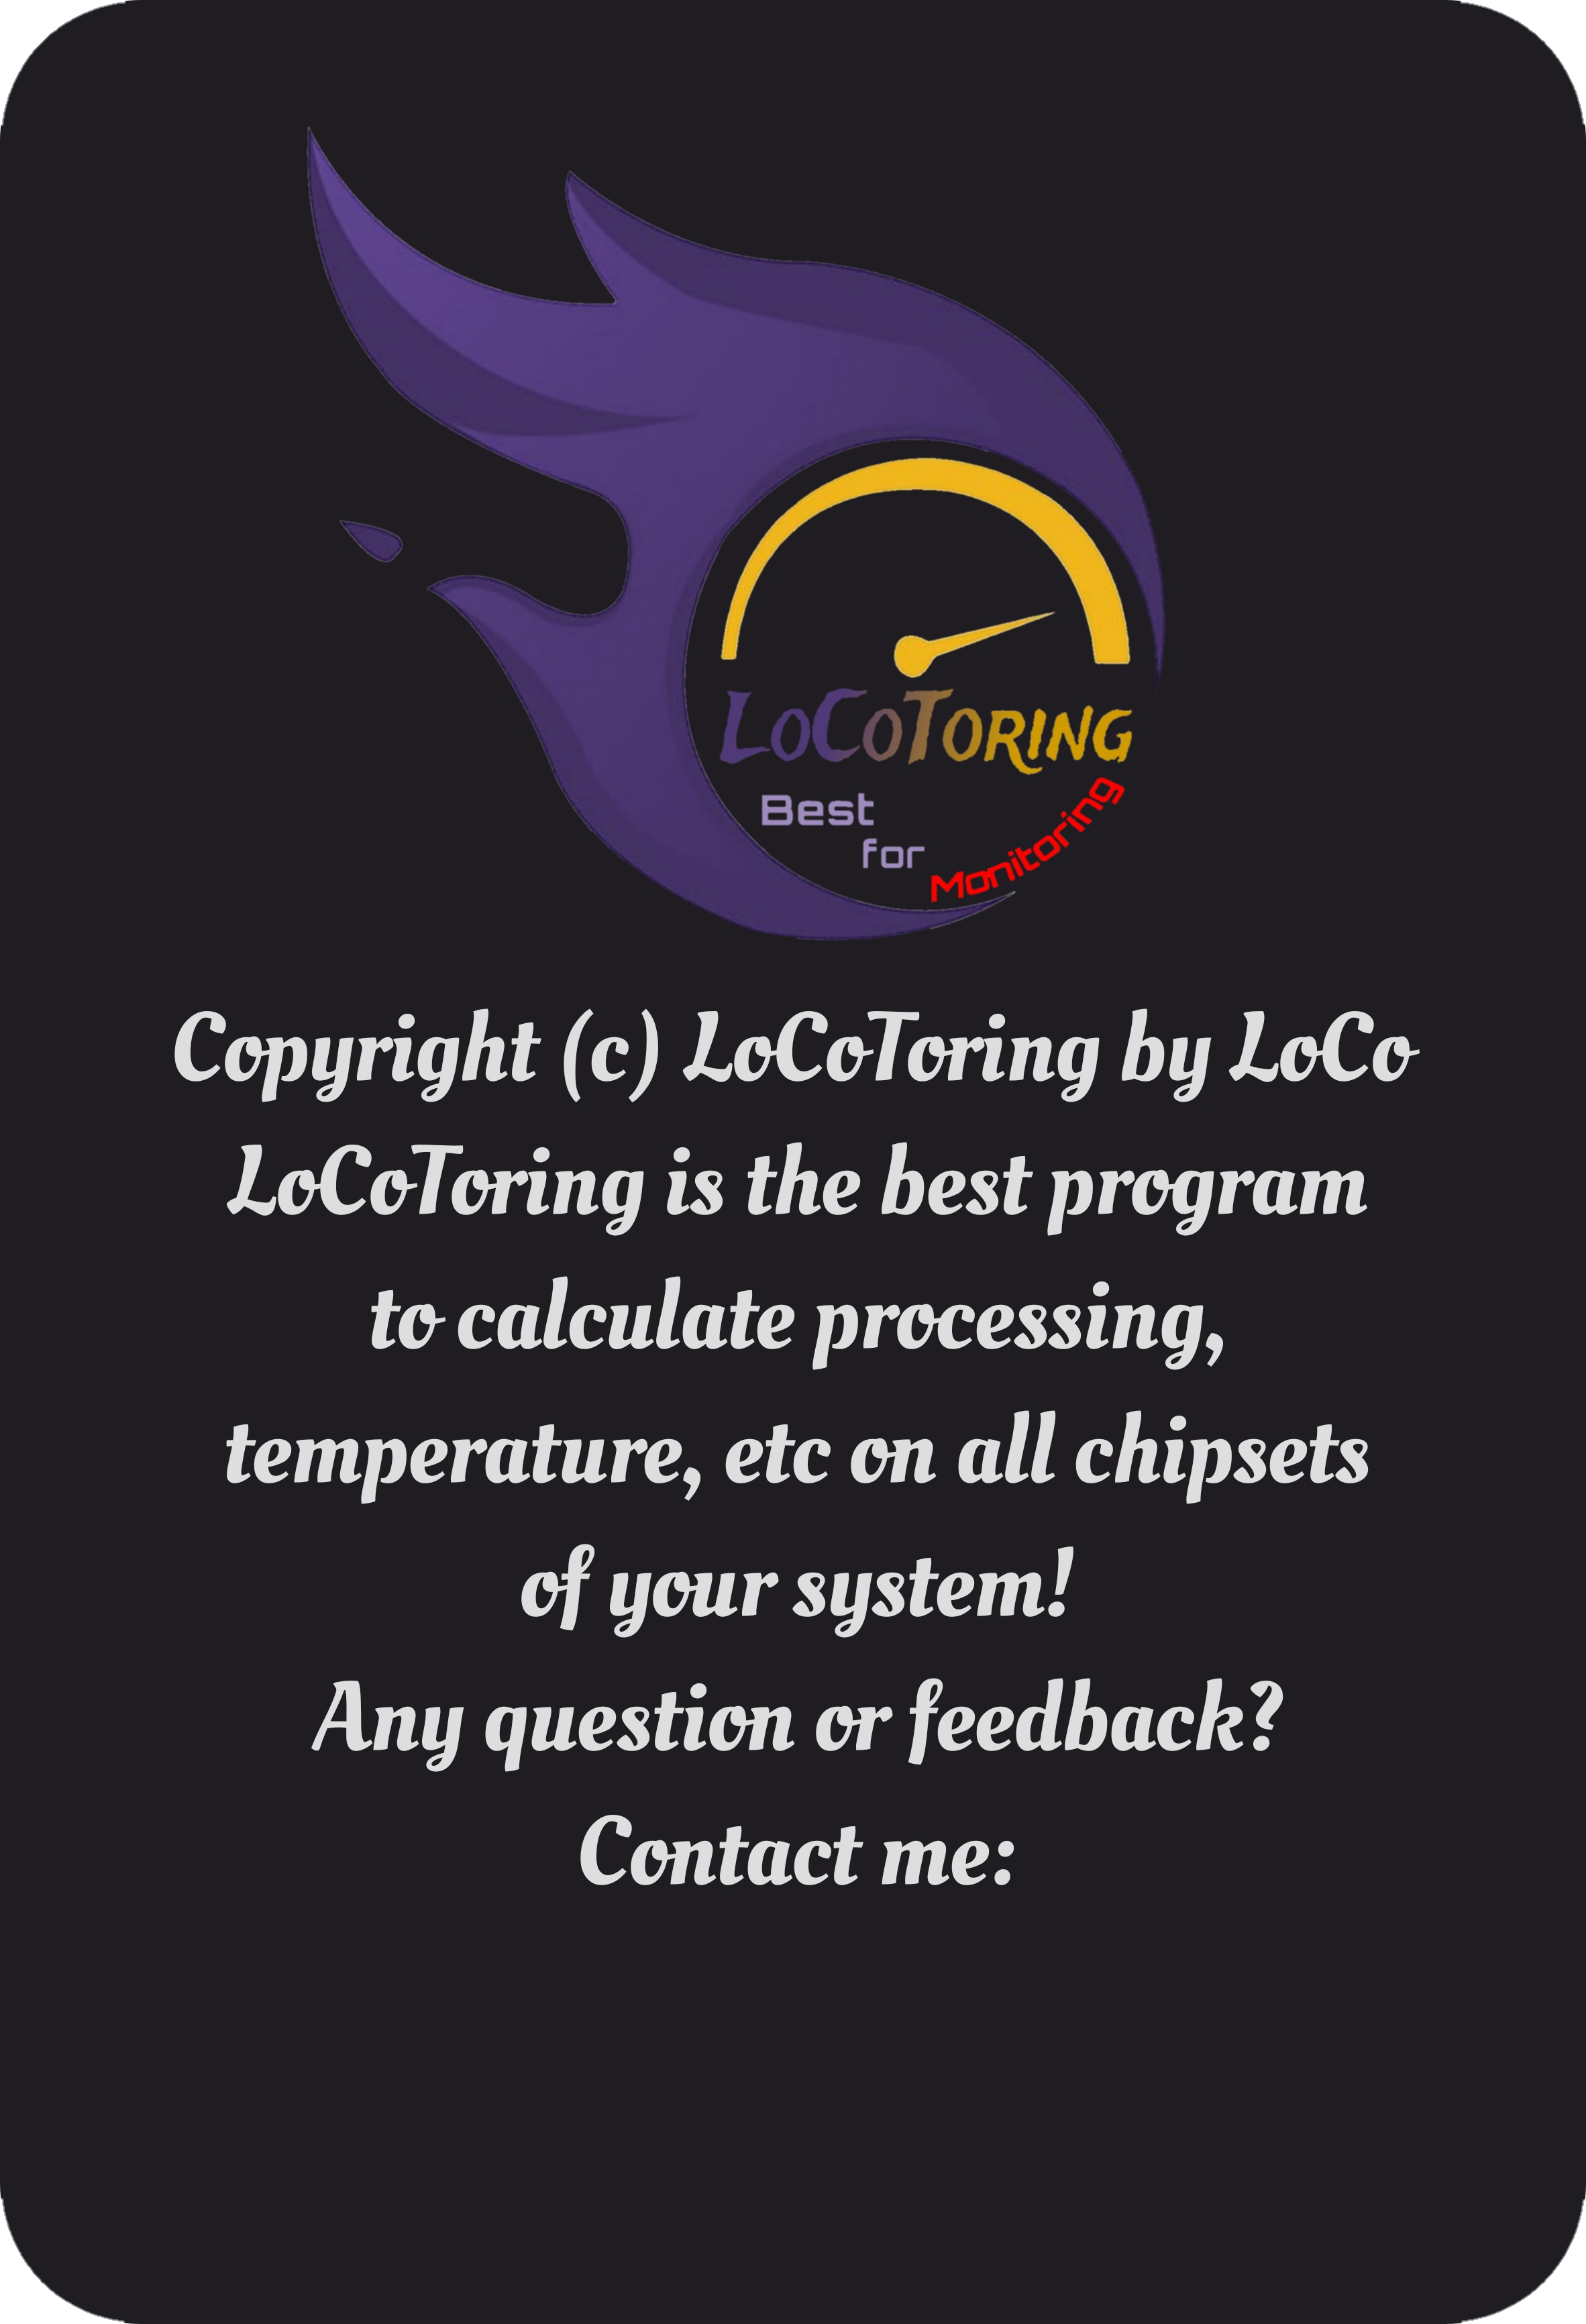 LoCoToRING
Best
for
Monitoring
Copyright (c) LoCoToring by LoCo
LoCoToring is the best program
to calculate processing,
temperature, etc on all chipsets
of your system!
Any question or feedback?
Contact me: